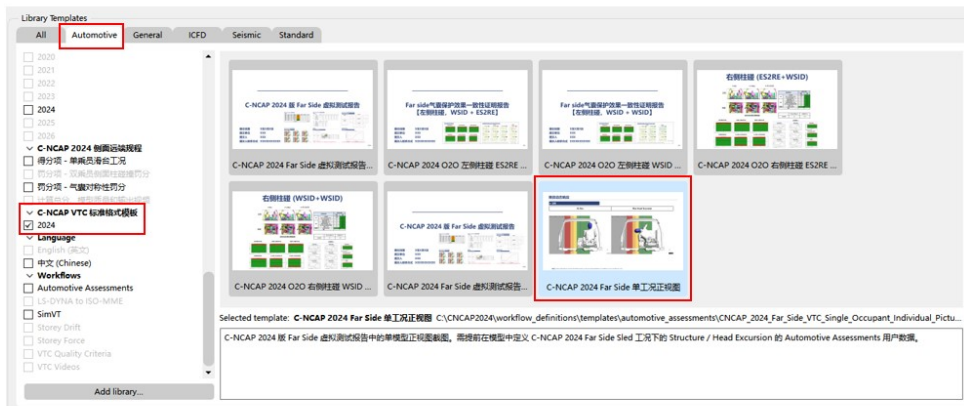 Library Templates
All Automotive General ICFD Seismic Standard
2020
2021
2022
2023
2024
2025
2026
C-NCAP 2024 侧面远端规程
得分项 - 单乘员滑台工况
罚分项 - 双乘员侧面柱碰撞罚分
罚分项 - 气囊对称性罚分
C-NCAP VTC 标准格式模板
2024
Language
English (英文)
中文 (Chinese)
Workflows
Automotive Assessments
LS-DYNA to ISO-MME
SimVT
Storey Drift
Storey Force
VTC Quality Criteria
VTC Videos
Add library...
C-NCAP 2024 版 Far Side 虚拟测试报告
C-NCAP 2024 Far Side 虚拟测试报告...
Far side气囊保护效果一致性证明报告
【左侧柱碰，WSID + ES2RE】
C-NCAP 2024 O2O 左侧柱碰 ES2RE ...
Far side气囊保护效果一致性证明报告
【左侧柱碰，WSID + WSID】
C-NCAP 2024 O2O 左侧柱碰 WSID ...
右侧柱碰 (ES2RE+WSID)
C-NCAP 2024 O2O 右侧柱碰 ES2RE ...
右侧柱碰 (WSID+WSID)
C-NCAP 2024 O2O 右侧柱碰 WSID ...
C-NCAP 2024 版 Far Side 虚拟测试报告
C-NCAP 2024 Far Side 虚拟测试报告...
C-NCAP 2024 Far Side 单工况正视图
Selected template: C-NCAP 2024 Far Side 单工况正视图 C:\CNCAP2024\workflow_definitions\templates\automotive_assessments\CNCAP_2024_Far_Side_VTC_Single_Occupant_Individual_Pictu...
C-NCAP 2024 版 Far Side 虚拟测试报告中的单模型正视图截图。需提前在模型中定义 C-NCAP 2024 Far Side Sled 工况下的 Structure / Head Excursion 的 Automotive Assessments 用户数据。